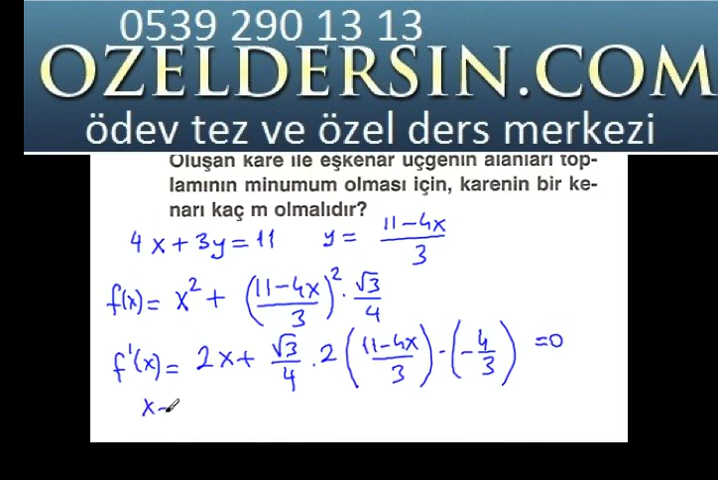 0539 290 13 13
OZELDERSIN.COM
ödev tez ve özel ders merkezi
Oluşan kare ile eşkenar üçgenin alanları top-
lamının minumum olması için, karenin bir ke-
narı kaç m olmalıdır?
4x+3y=11 y = (11-4x)/3
f(x) = x² + ((11-4x)/3)² · √3/4
f'(x) = 2x + √3/4 · 2 ((11-4x)/3) · (-4/3) =0
x